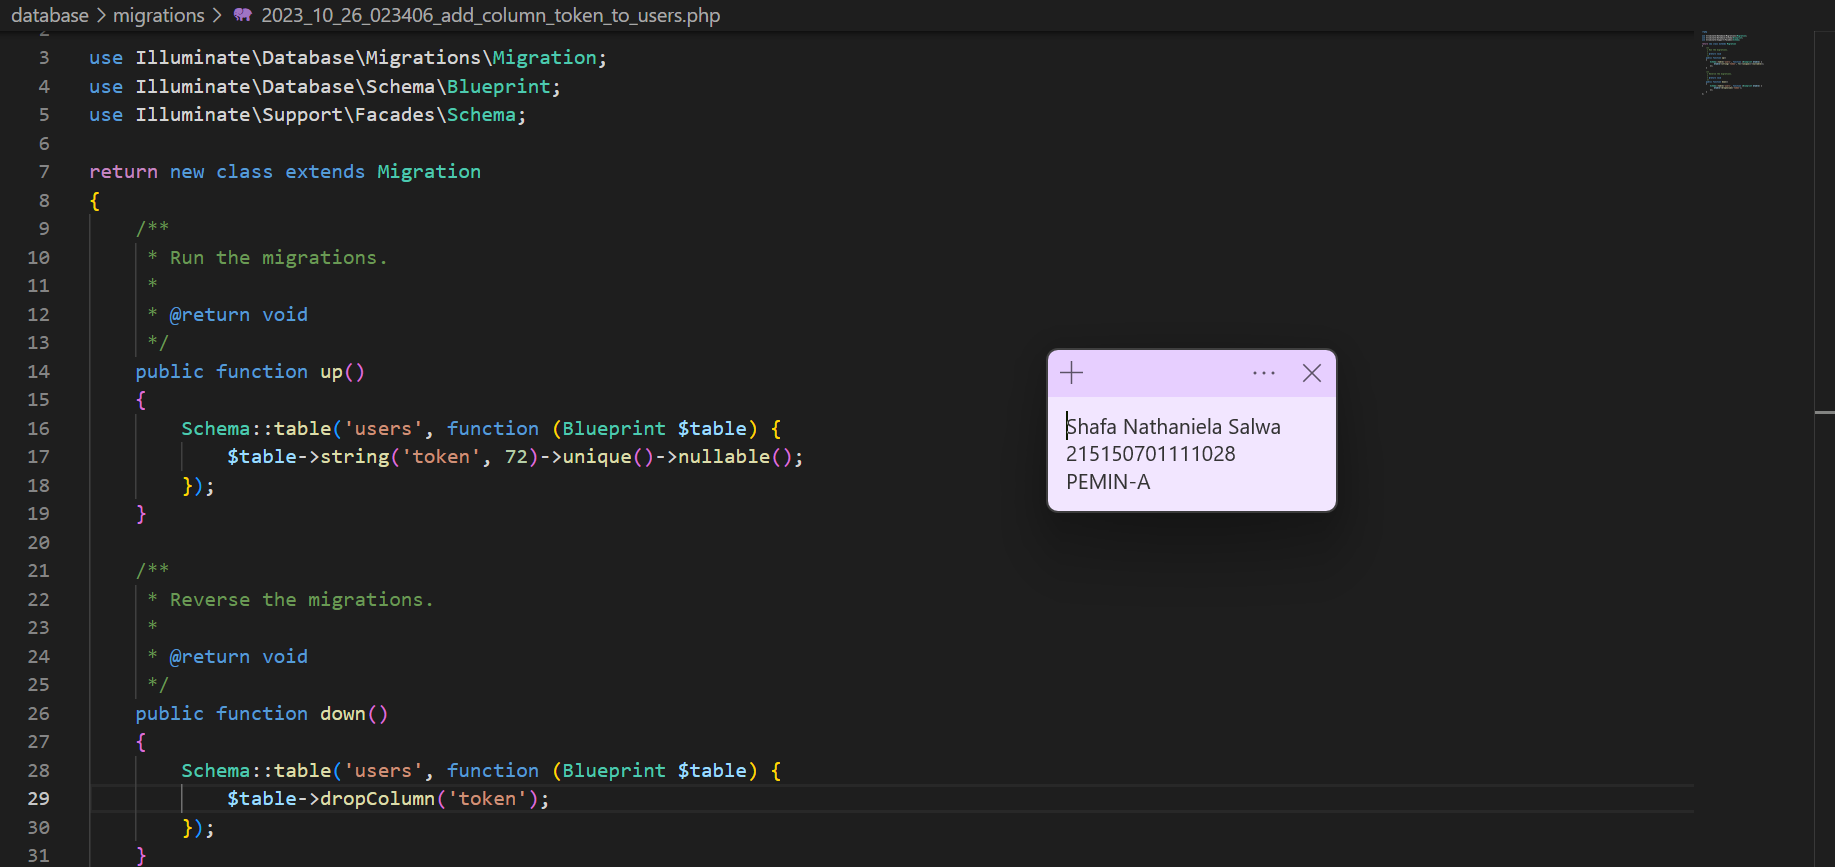 database > migrations > 2023_10_26_023406_add_column_token_to_users.php
2
3 use Illuminate\Database\Migrations\Migration;
4 use Illuminate\Database\Schema\Blueprint;
5 use Illuminate\Support\Facades\Schema;
6
7 return new class extends Migration
8 {
9     /**
10      * Run the migrations.
11      *
12      * @return void
13      */
14     public function up()
15     {
16         Schema::table('users', function (Blueprint $table) {
17             $table->string('token', 72)->unique()->nullable();
18         });
19     }
20
21     /**
22      * Reverse the migrations.
23      *
24      * @return void
25      */
26     public function down()
27     {
28         Schema::table('users', function (Blueprint $table) {
29             $table->dropColumn('token');
30         });
31     }
Shafa Nathaniela Salwa
215150701111028
PEMIN-A